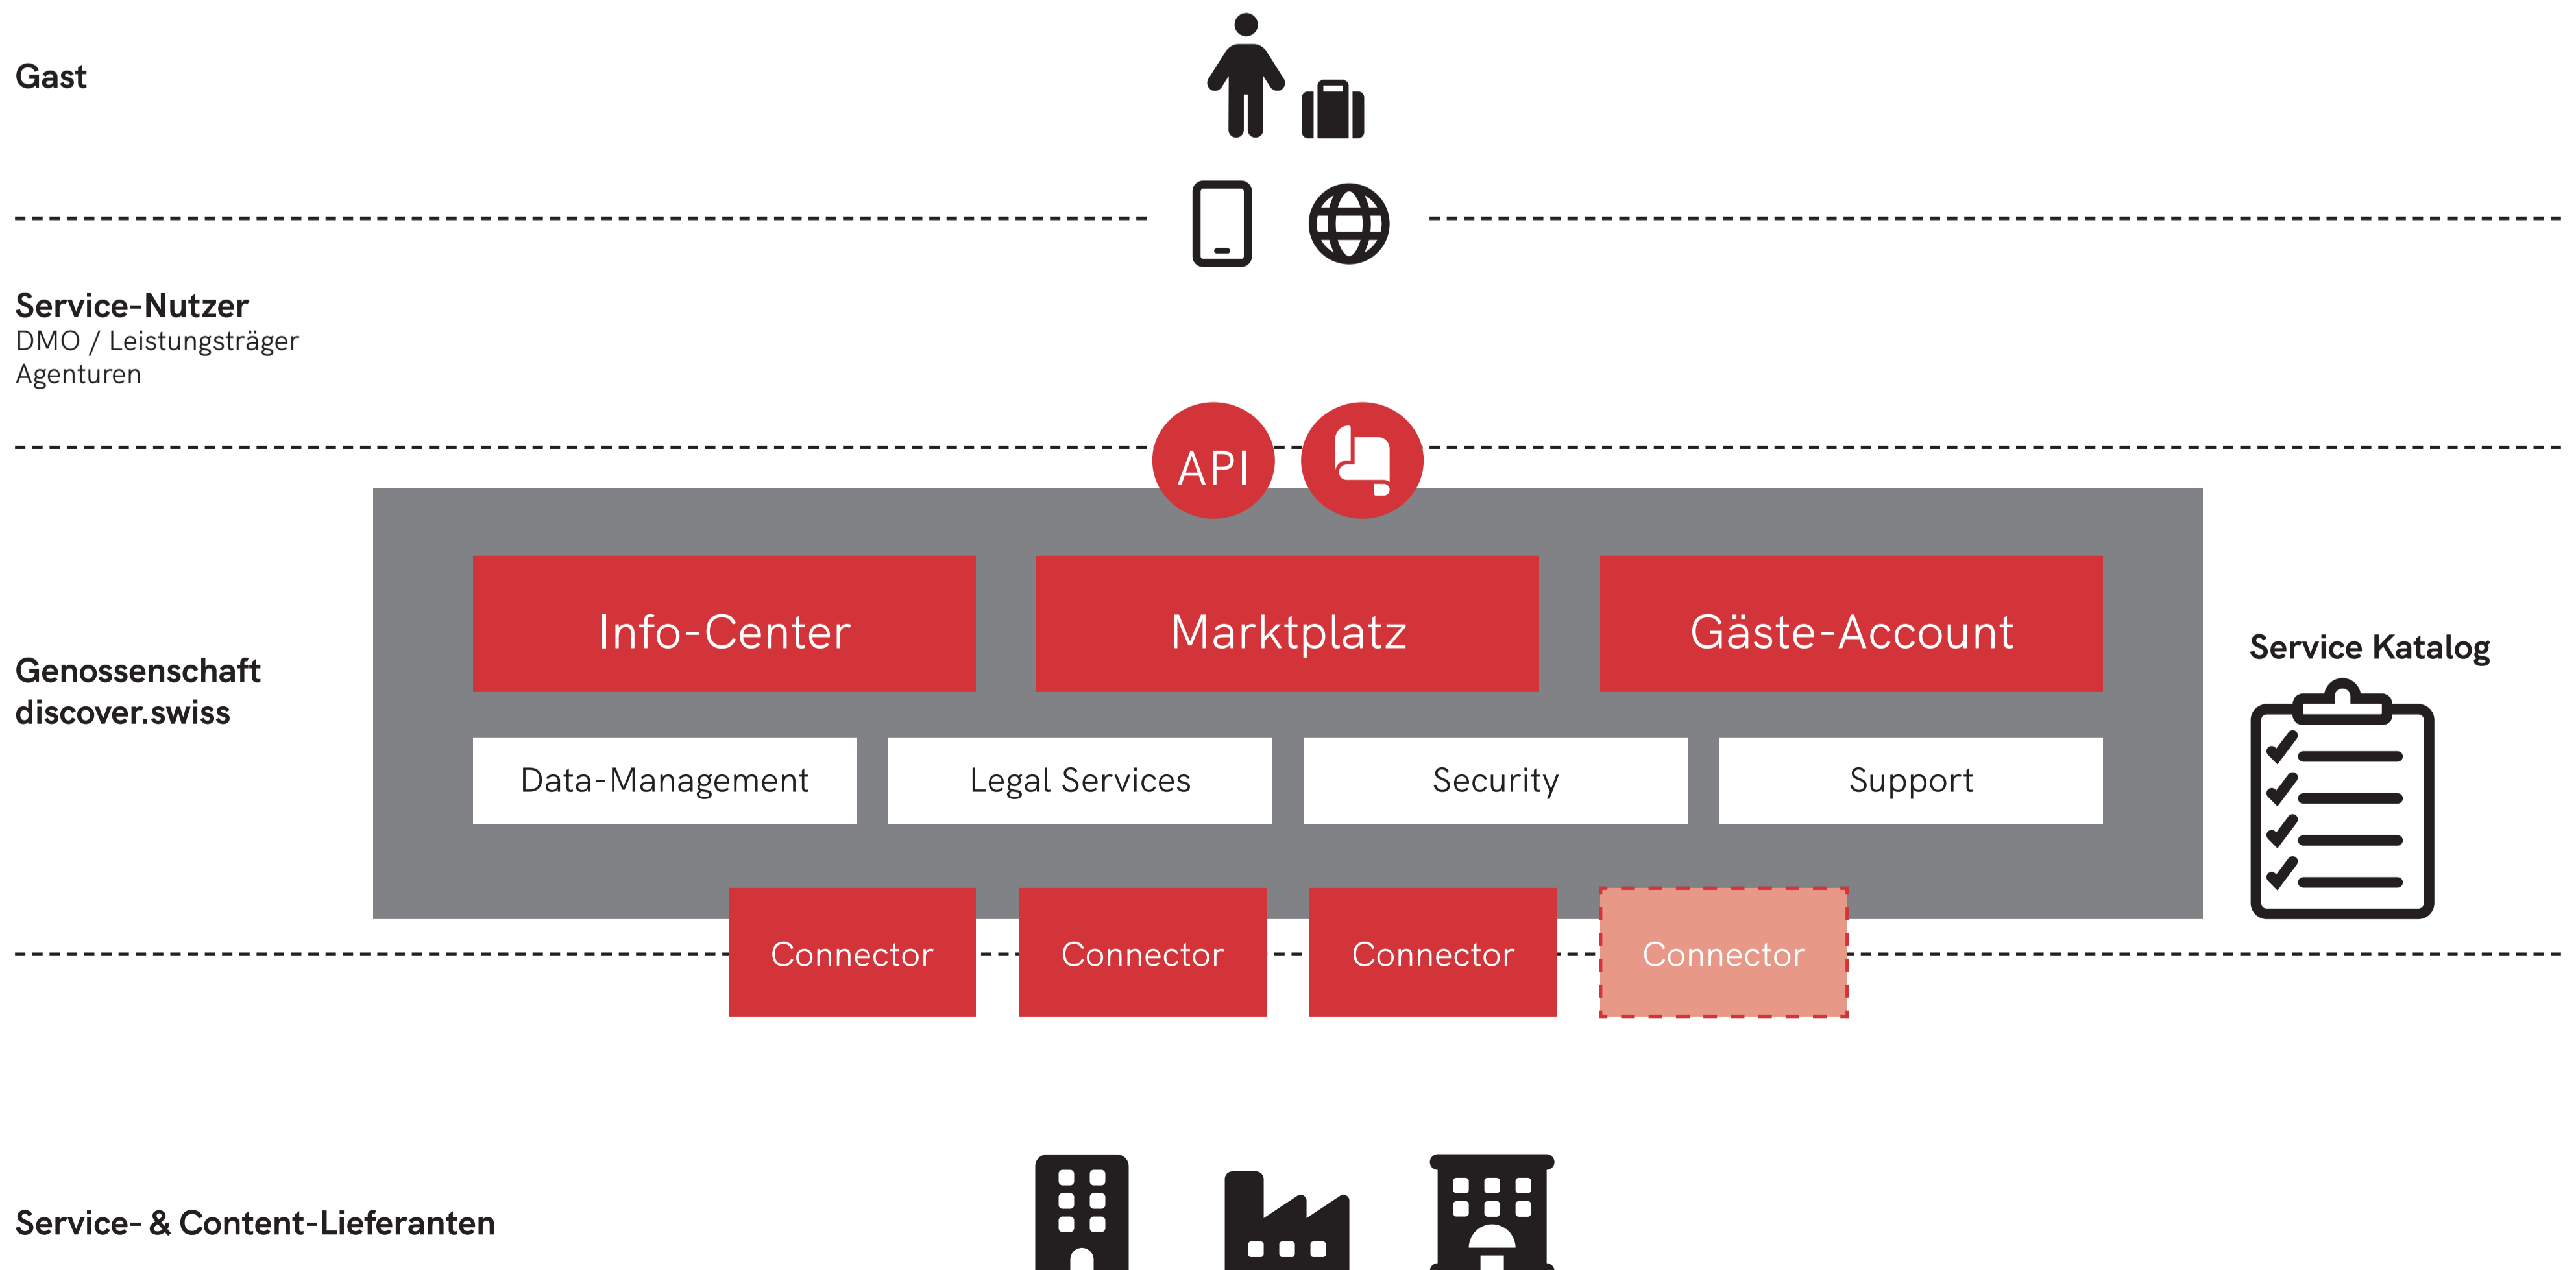 Gast
Service-Nutzer
DMO / Leistungsträger
Agenturen
API
Info-Center
Marktplatz
Gäste-Account
Genossenschaft
discover.swiss
Service Katalog
Data-Management
Legal Services
Security
Support
Connector
Connector
Connector
Connector
Service- & Content-Lieferanten